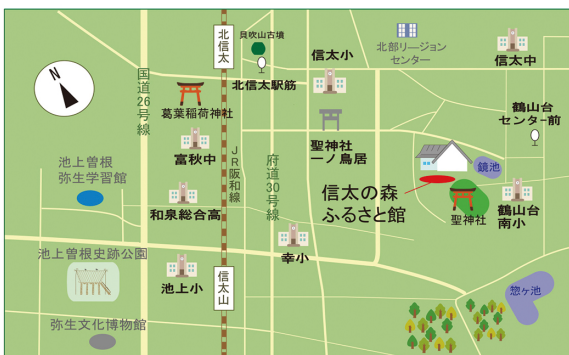 北信太
貝吹山古墳
北信太駅筋
信太小
北部リージョン
センター
信太中
N
国道26号線
葛葉稲荷神社
富秋中
聖神社
一ノ鳥居
鶴山台
センター前
池上曽根
弥生学習館
JR阪和線
府道30号線
鏡池
信太の森
ふるさと館
聖神社
鶴山台
南小
和泉総合高
池上曽根史跡公園
池上小
信太山
幸小
惣ヶ池
弥生文化博物館